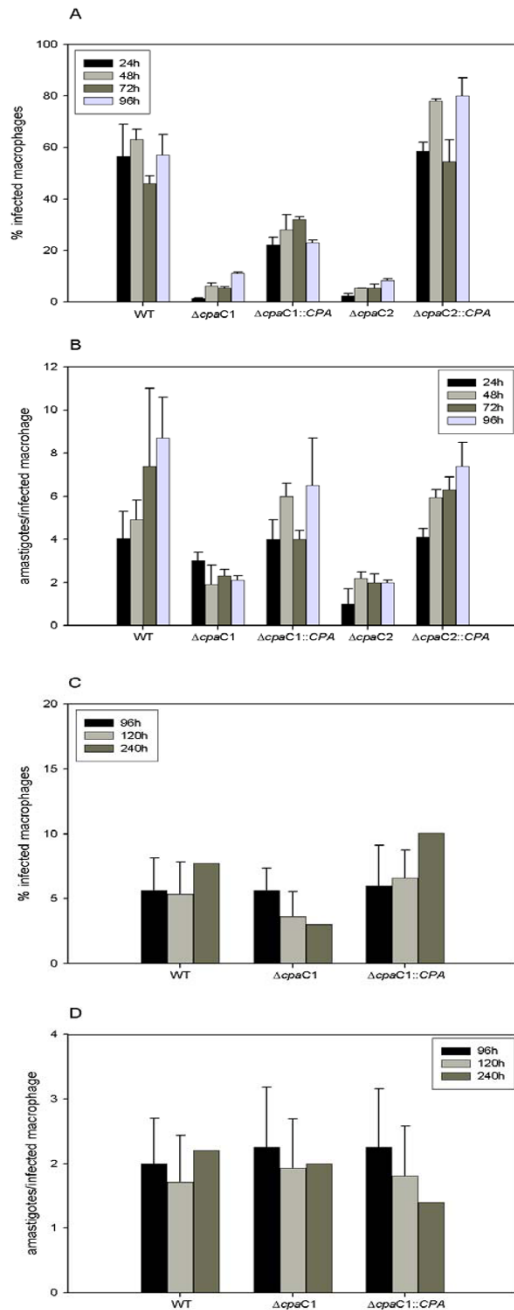 A
% infected macrophages
100
80
60
40
20
0
24h
48h
72h
96h
WT ΔcpaC1 ΔcpaC1::CPA ΔcpaC2 ΔcpaC2::CPA
B
amastigotes/infected macrohage
12
10
8
6
4
2
0
24h
48h
72h
96h
WT ΔcpaC1 ΔcpaC1::CPA ΔcpaC2 ΔcpaC2::CPA
C
% infected macrophages
20
15
10
5
0
96h
120h
240h
WT ΔcpaC1 ΔcpaC1::CPA
D
amastigotes/infected macrophage
4
3
2
1
0
96h
120h
240h
WT ΔcpaC1 ΔcpaC1::CPA